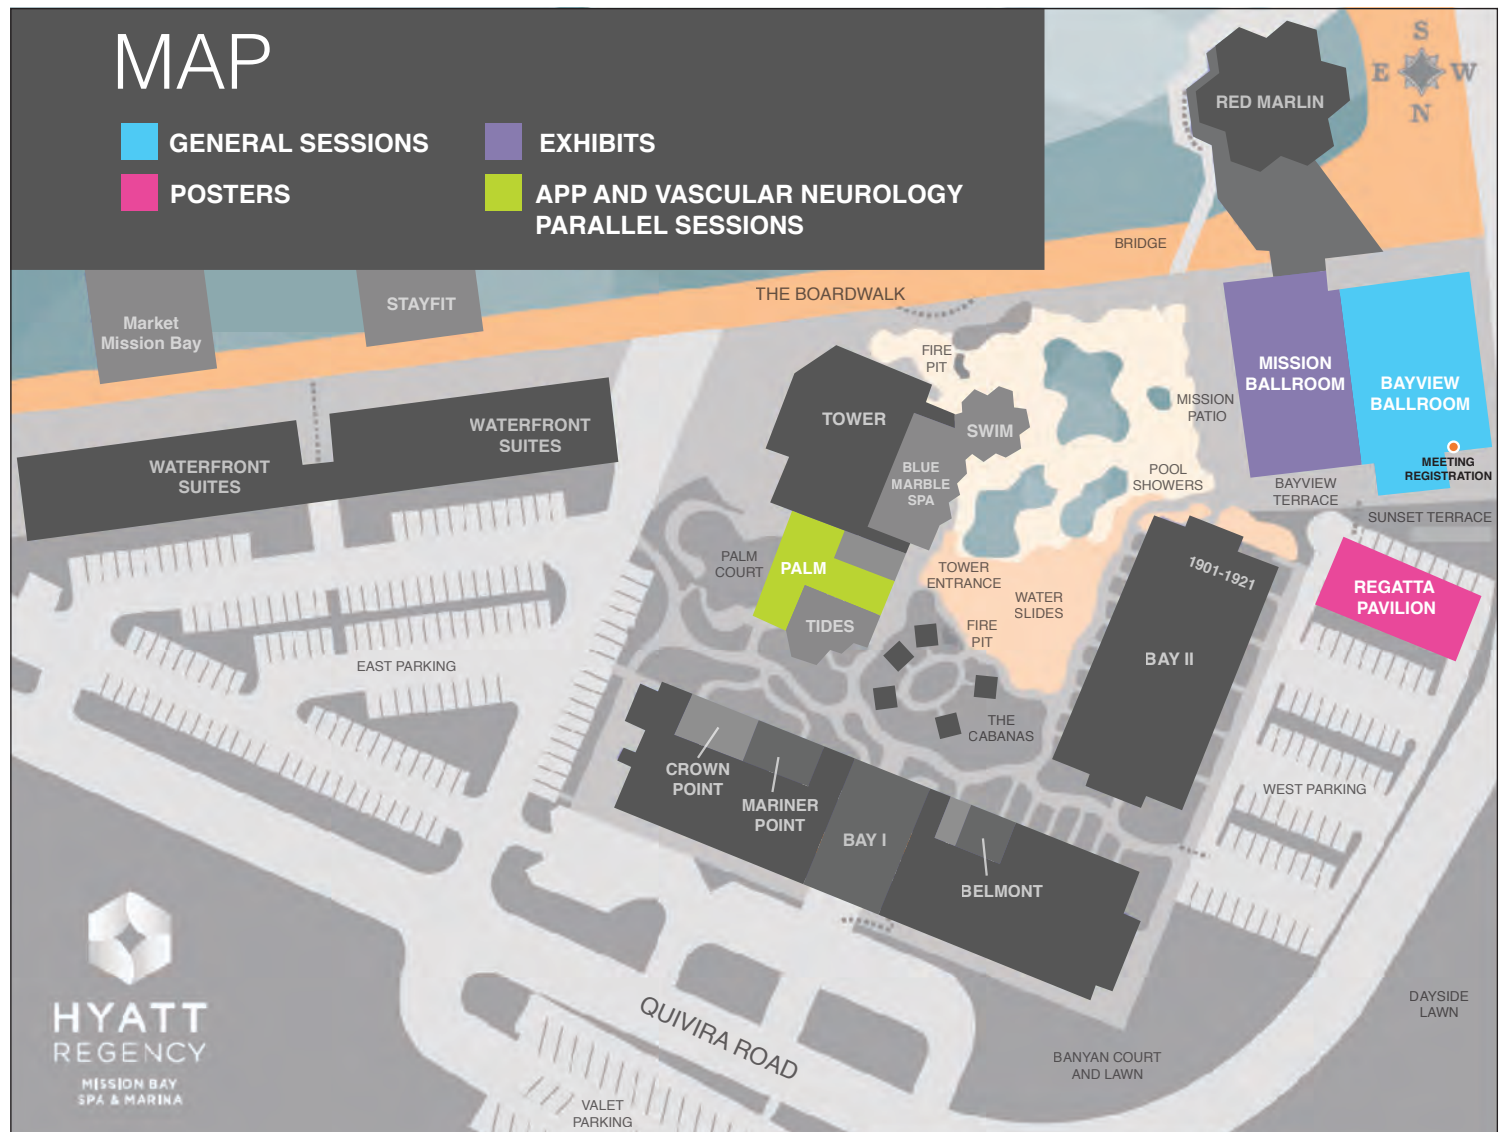 MAP
GENERAL SESSIONS
EXHIBITS
POSTERS
APP AND VASCULAR NEUROLOGY
PARALLEL SESSIONS
S
E
W
N
RED MARLIN
BRIDGE
THE BOARDWALK
Market
Mission Bay
STAYFIT
FIRE
PIT
MISSION
BALLROOM
BAYVIEW
BALLROOM
MISSION
PATIO
TOWER
SWIM
WATERFRONT
SUITES
WATERFRONT
SUITES
BLUE
MARBLE
SPA
POOL
SHOWERS
MEETING
REGISTRATION
BAYVIEW
TERRACE
SUNSET TERRACE
PALM
COURT
PALM
TOWER
ENTRANCE
1901-1921
WATER
SLIDES
REGATTA
PAVILION
TIDES
FIRE
PIT
BAY II
EAST PARKING
THE
CABANAS
CROWN
POINT
MARINER
POINT
WEST PARKING
BAY I
BELMONT
HYATT
REGENCY
MISSION BAY
SPA & MARINA
QUIVIRA ROAD
DAYSIDE
LAWN
BANYAN COURT
AND LAWN
VALET
PARKING